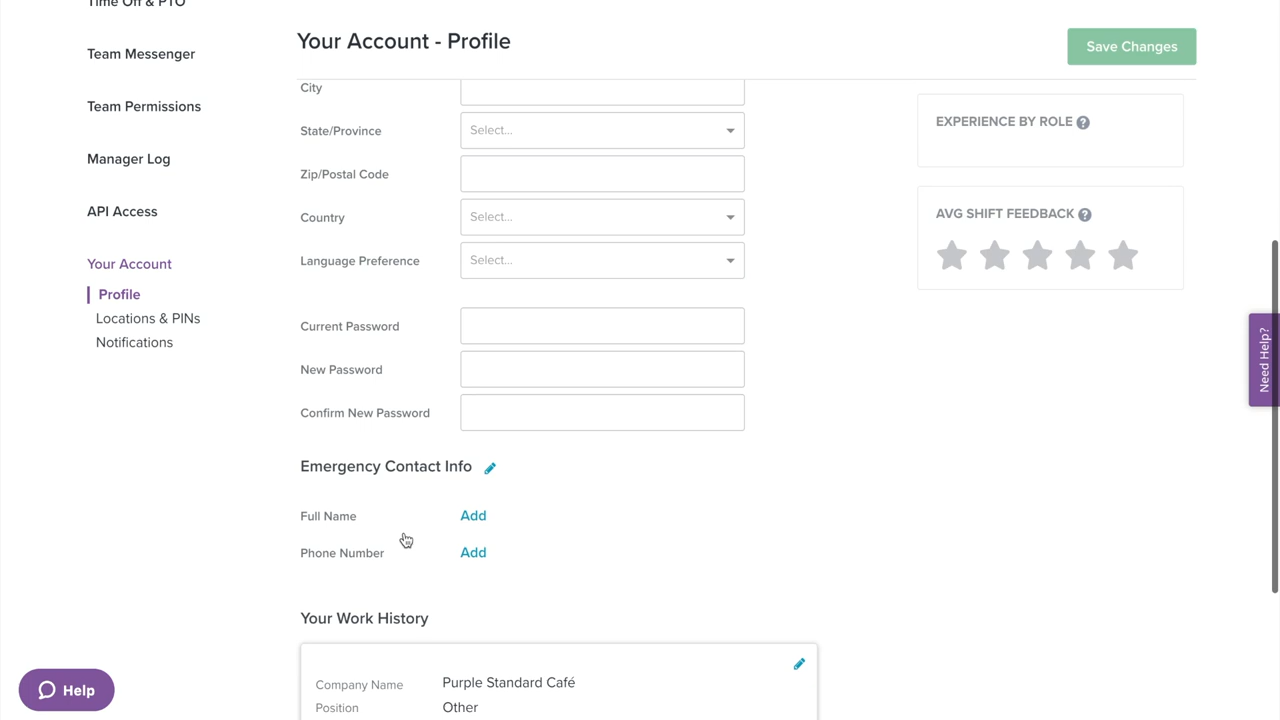 Time Off & PTO
Team Messenger
Team Permissions
Manager Log
API Access
Your Account
Profile
Locations & PINs
Notifications
Help
Your Account - Profile
Save Changes
City
State/Province
Select...
Zip/Postal Code
Country
Select...
Language Preference
Select...
Current Password
New Password
Confirm New Password
Emergency Contact Info
Full Name
Add
Phone Number
Add
Your Work History
Company Name
Purple Standard Café
Position
Other
EXPERIENCE BY ROLE ?
AVG SHIFT FEEDBACK ?
Need Help?